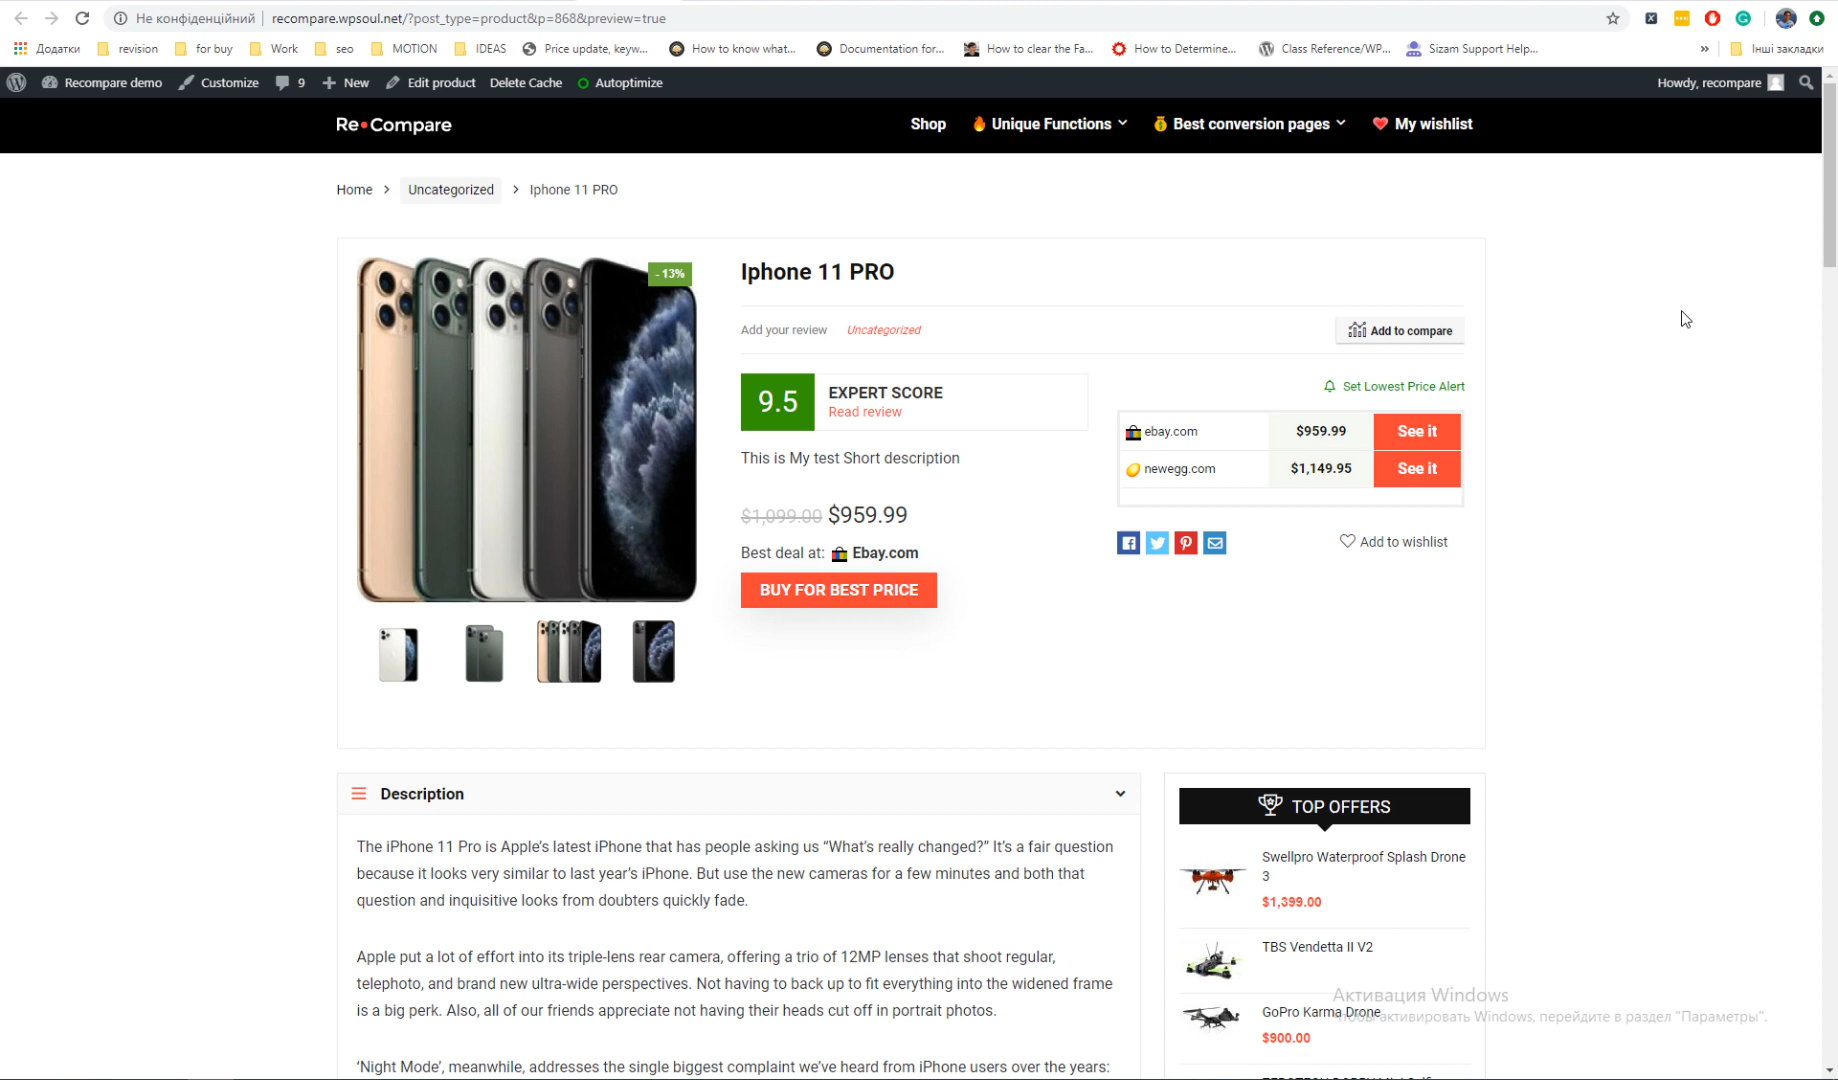 Не конфіденційний recompare.wpsoul.net/?post_type=product&p=868&preview=true
Додатки revision for buy Work seo MOTION IDEAS Price update, keyw... How to know what... Documentation for... How to clear the Fa... How to Determine... Class Reference/WP... Sizam Support Help... » Інші закладки
Recompare demo Customize 9 New Edit product Delete Cache Autoptimize Howdy, recompare
Re•Compare Shop Unique Functions Best conversion pages My wishlist
Home > Uncategorized > Iphone 11 PRO
- 13%
Iphone 11 PRO
Add your review Uncategorized Add to compare
9.5 EXPERT SCORE
Read review
This is My test Short description
$1,099.00 $959.99
Best deal at: Ebay.com
BUY FOR BEST PRICE
Set Lowest Price Alert
ebay.com $959.99 See it
newegg.com $1,149.95 See it
Add to wishlist
Description
The iPhone 11 Pro is Apple’s latest iPhone that has people asking us “What’s really changed?” It’s a fair question
because it looks very similar to last year’s iPhone. But use the new cameras for a few minutes and both that
question and inquisitive looks from doubters quickly fade.
Apple put a lot of effort into its triple-lens rear camera, offering a trio of 12MP lenses that shoot regular,
telephoto, and brand new ultra-wide perspectives. Not having to back up to fit everything into the widened frame
is a big perk. Also, all of our friends appreciate not having their heads cut off in portrait photos.
‘Night Mode’, meanwhile, addresses the single biggest complaint we’ve heard from iPhone users over the years:
TOP OFFERS
Swellpro Waterproof Splash Drone
3
$1,399.00
TBS Vendetta II V2
GoPro Karma Drone
$900.00
Активация Windows
Чтобы активировать Windows, перейдите в раздел "Параметры".